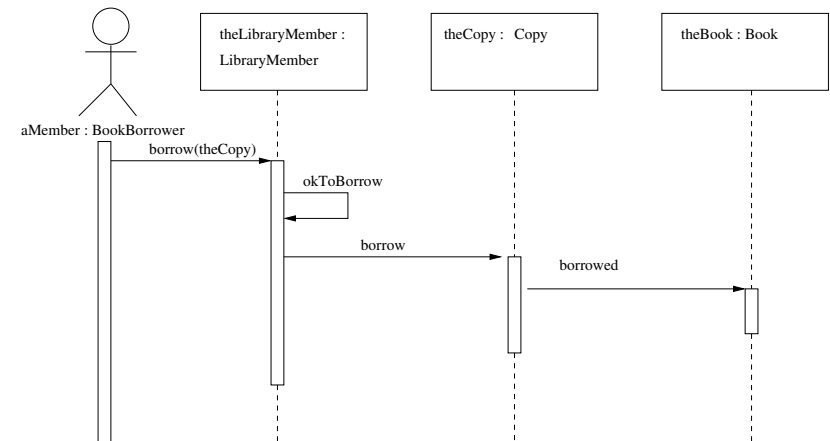 theLibraryMember :
LibraryMember
theCopy : Copy
theBook : Book
aMember : BookBorrower
borrow(theCopy)
okToBorrow
borrow
borrowed